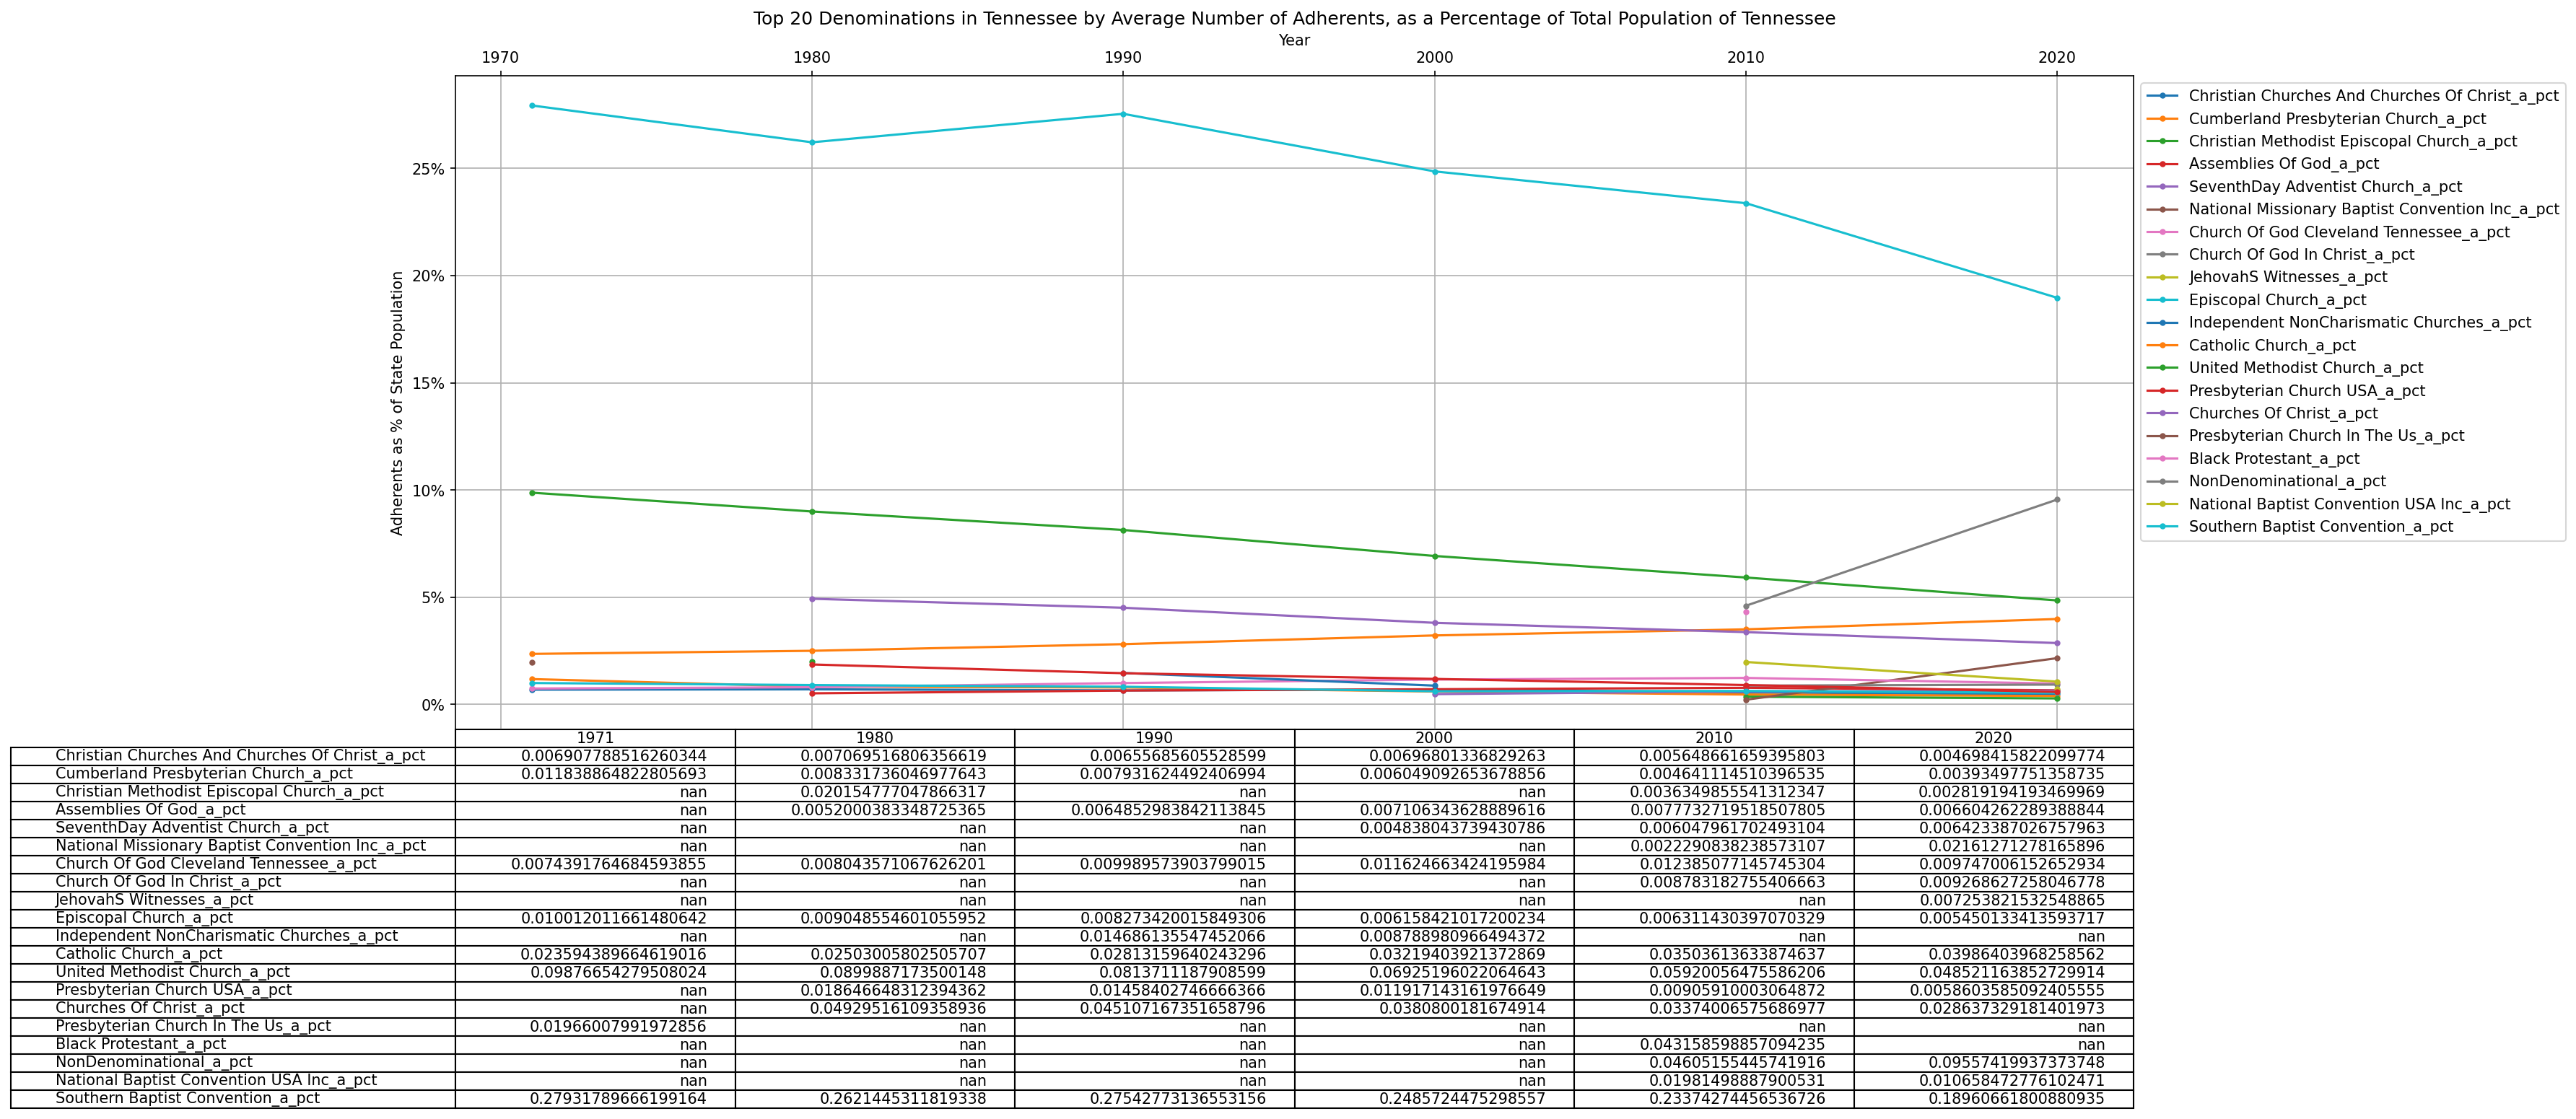 Top 20 Denominations in Tennessee by Average Number of Adherents, as a Percentage of Total Population of Tennessee
Year
1970 1980 1990 2000 2010 2020
Adherents as % of State Population
25%
20%
15%
10%
5%
0%
Christian Churches And Churches Of Christ_a_pct
Cumberland Presbyterian Church_a_pct
Christian Methodist Episcopal Church_a_pct
Assemblies Of God_a_pct
SeventhDay Adventist Church_a_pct
National Missionary Baptist Convention Inc_a_pct
Church Of God Cleveland Tennessee_a_pct
Church Of God In Christ_a_pct
JehovahS Witnesses_a_pct
Episcopal Church_a_pct
Independent NonCharismatic Churches_a_pct
Catholic Church_a_pct
United Methodist Church_a_pct
Presbyterian Church USA_a_pct
Churches Of Christ_a_pct
Presbyterian Church In The Us_a_pct
Black Protestant_a_pct
NonDenominational_a_pct
National Baptist Convention USA Inc_a_pct
Southern Baptist Convention_a_pct
1971 1980 1990 2000 2010 2020
Christian Churches And Churches Of Christ_a_pct 0.006907788516260344 0.007069516806356619 0.00655685605528599 0.00696801336829263 0.005648661659395803 0.004698415822099774
Cumberland Presbyterian Church_a_pct 0.011838864822805693 0.008331736046977643 0.007931624492406994 0.006049092653678856 0.004641114510396535 0.00393497751358735
Christian Methodist Episcopal Church_a_pct nan 0.020154777047866317 nan nan 0.0036349855541312347 0.002819194193469969
Assemblies Of God_a_pct nan 0.0052000383348725365 0.0064852983842113845 0.007106343628889616 0.0077732719518507805 0.006604262289388844
SeventhDay Adventist Church_a_pct nan nan nan 0.004838043739430786 0.006047961702493104 0.006423387026757963
National Missionary Baptist Convention Inc_a_pct nan nan nan nan 0.0022290838238573107 0.02161271278165896
Church Of God Cleveland Tennessee_a_pct 0.0074391764684593855 0.008043571067626201 0.009989573903799015 0.011624663424195984 0.012385077145745304 0.009747006152652934
Church Of God In Christ_a_pct nan nan nan nan 0.008783182755406663 0.009268627258046778
JehovahS Witnesses_a_pct nan nan nan nan nan 0.007253821532548865
Episcopal Church_a_pct 0.010012011661480642 0.009048554601055952 0.008273420015849306 0.006158421017200234 0.006311430397070329 0.005450133413593717
Independent NonCharismatic Churches_a_pct nan nan 0.014686135547452066 0.008788980966494372 nan nan
Catholic Church_a_pct 0.023594389664619016 0.02503005802505707 0.02813159640243296 0.03219403921372869 0.03503613633874637 0.03986403968258562
United Methodist Church_a_pct 0.09876654279508024 0.0899887173500148 0.0813711187908599 0.06925196022064643 0.05920056475586206 0.048521163852729914
Presbyterian Church USA_a_pct nan 0.018646648312394362 0.01458402746666366 0.011917143161976649 0.00905910003064872 0.0058603585092405555
Churches Of Christ_a_pct nan 0.04929516109358936 0.045107167351658796 0.0380800181674914 0.03374006575686977 0.028637329181401973
Presbyterian Church In The Us_a_pct 0.01966007991972856 nan nan nan nan nan
Black Protestant_a_pct nan nan nan nan 0.043158598857094235 nan
NonDenominational_a_pct nan nan nan nan 0.04605155445741916 0.09557419937373748
National Baptist Convention USA Inc_a_pct nan nan nan nan 0.01981498887900531 0.010658472776102471
Southern Baptist Convention_a_pct 0.27931789666199164 0.2621445311819338 0.27542773136553156 0.2485724475298557 0.23374274456536726 0.18960661800880935